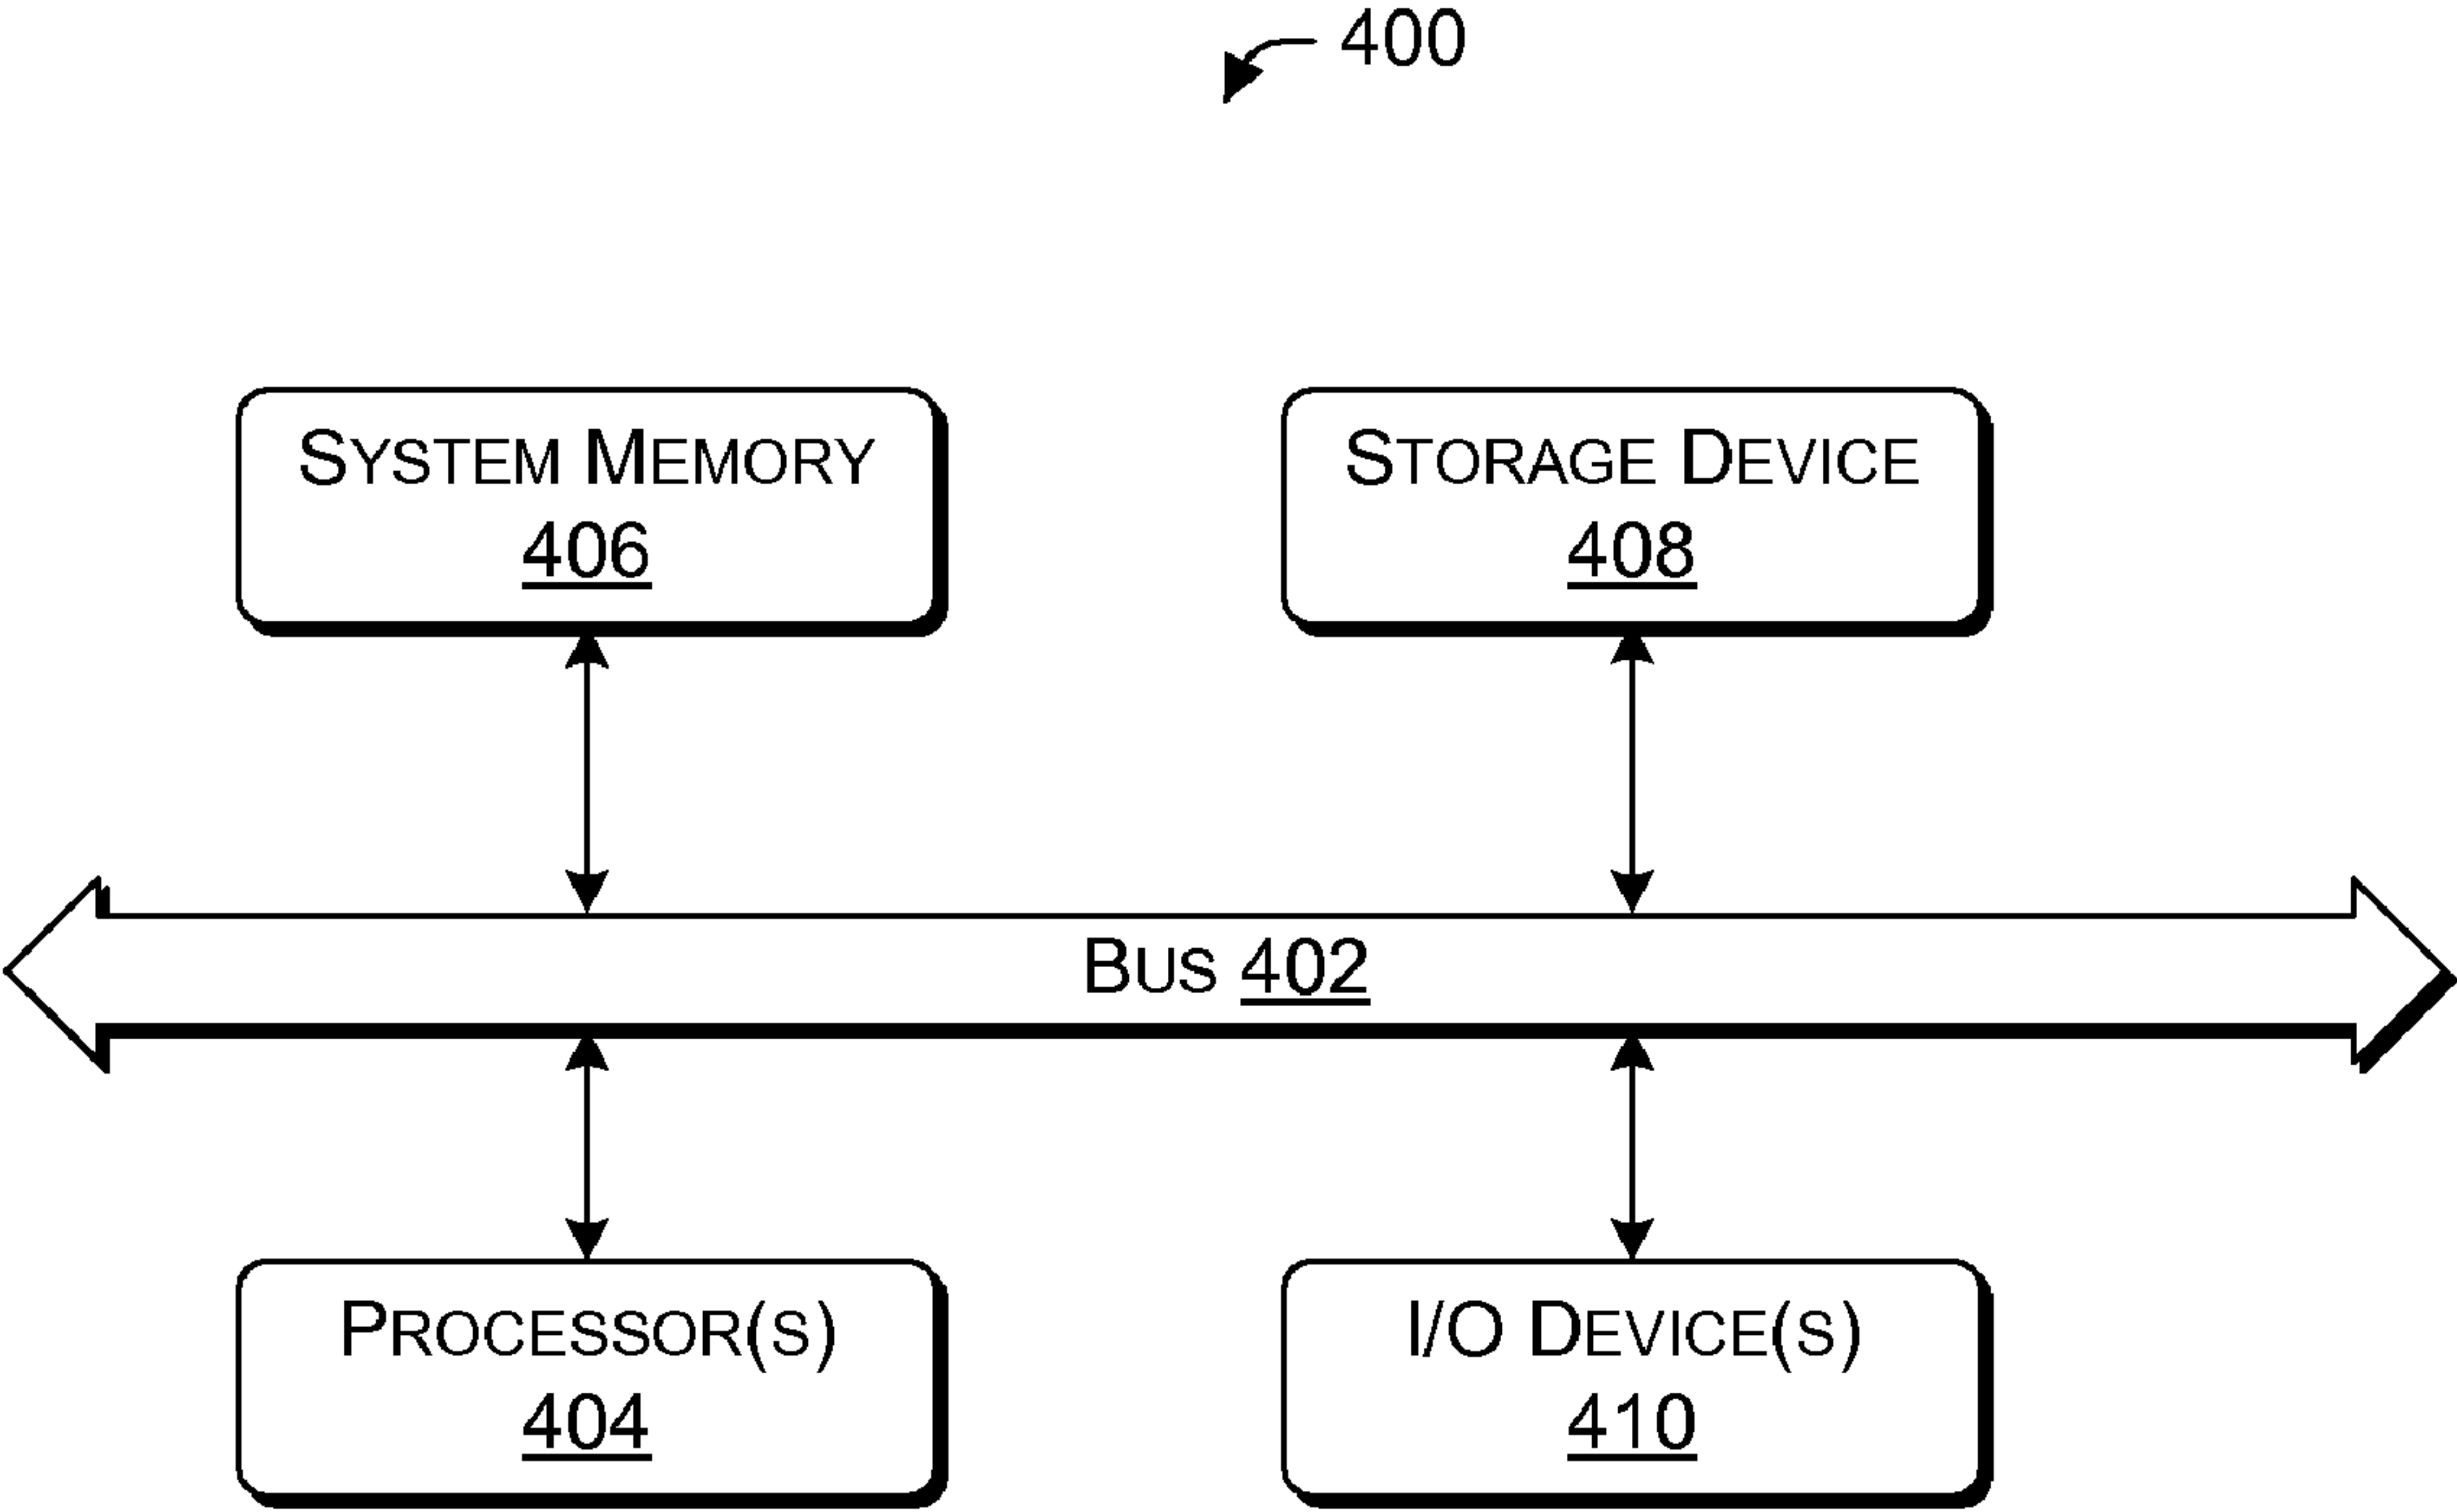 400
SYSTEM MEMORY
406
STORAGE DEVICE
408
BUS 402
PROCESSOR(S)
404
I/O DEVICE(S)
410